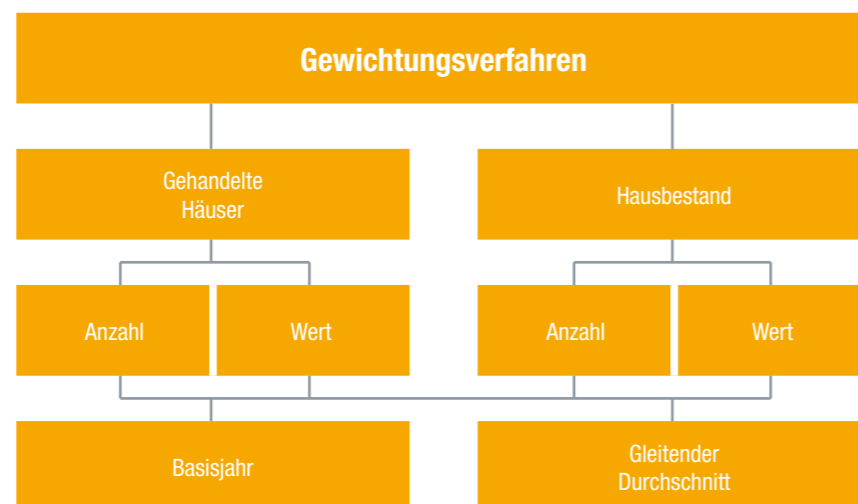 Gewichtungsverfahren
Gehandelte
Häuser
Hausbestand
Anzahl
Wert
Anzahl
Wert
Basisjahr
Gleitender
Durchschnitt